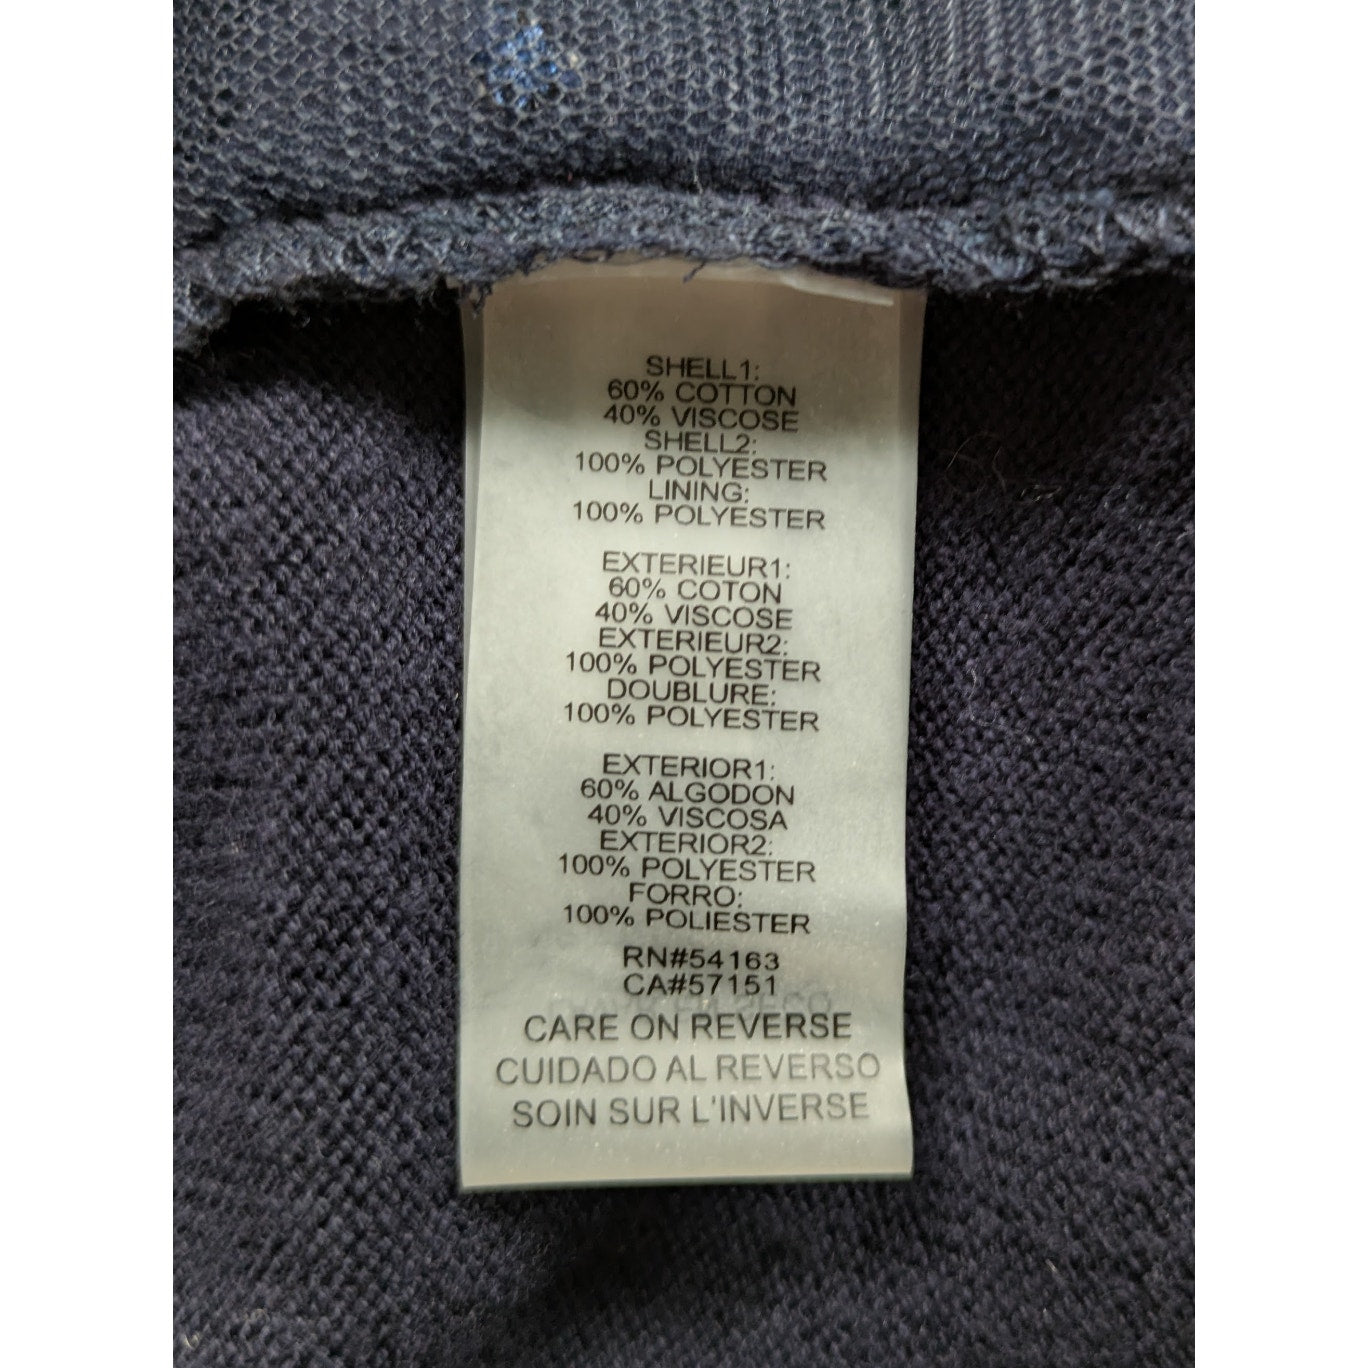 SHELL1:
60% COTTON
40% VISCOSE
SHELL2:
100% POLYESTER
LINING:
100% POLYESTER
EXTERIEUR1:
60% COTON
40% VISCOSE
EXTERIEUR2:
100% POLYESTER
DOUBLURE:
100% POLYESTER
EXTERIOR1:
60% ALGODON
40% VISCOSA
EXTERIOR2:
100% POLYESTER
FORRO:
100% POLIESTER
RN#54163
CA#57151
CARE ON REVERSE
CUIDADO AL REVERSO
SOIN SUR L'INVERSE